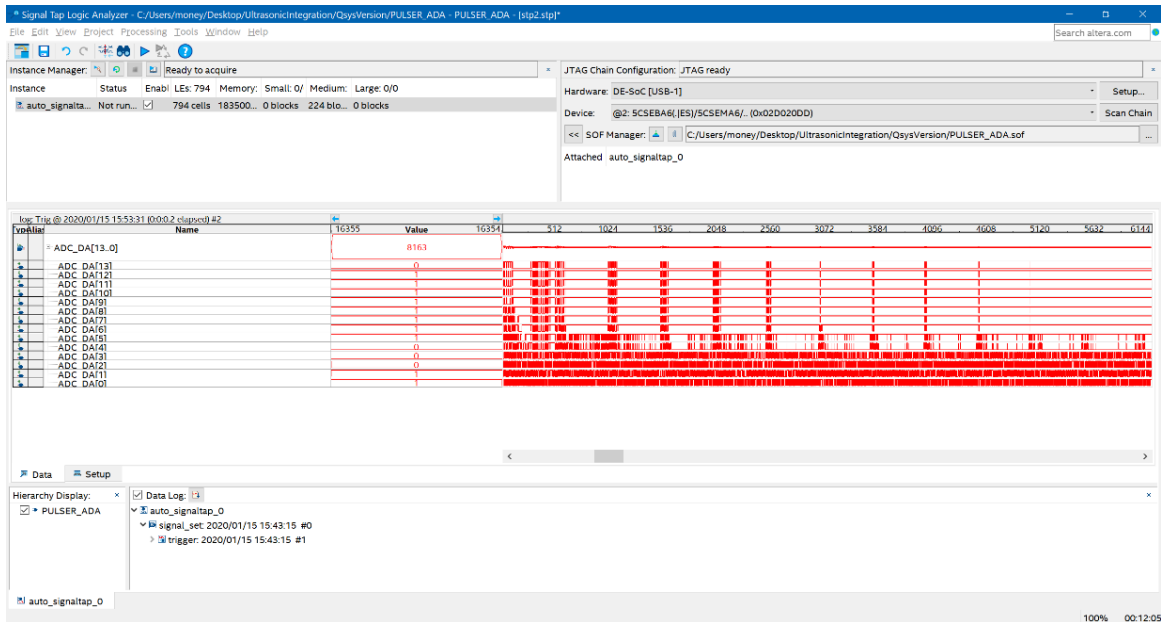 Signal Tap Logic Analyzer - C:/Users/money/Desktop/UltrasonicIntegration/QsysVersion/PULSER_ADA - PULSER_ADA - [stp2.stp]*
File Edit View Project Processing Tools Window Help
Search altera.com
Instance Manager: Ready to acquire
JTAG Chain Configuration: JTAG ready
Instance Status Enabl LEs: 794 Memory: Small: 0/ Medium: Large: 0/0
auto_signalta... Not run... 794 cells 183500... 0 blocks 224 blo... 0 blocks
Hardware: DE-SoC [USB-1] Setup...
Device: @2: 5CSEBA6(.|ES)/5CSEMA6/.. (0x02D020DD) Scan Chain
<< SOF Manager: C:/Users/money/Desktop/UltrasonicIntegration/QsysVersion/PULSER_ADA.sof ...
Attached auto_signaltap_0
log: Trig @ 2020/01/15 15:53:31 (0:0:0.2 elapsed) #2
Type Alias Name 16355 Value 16354 512 1024 1536 2048 2560 3072 3584 4096 4608 5120 5632 6144
ADC_DA[13..0] 8163
ADC_DA[13] 0
ADC_DA[12] 1
ADC_DA[11] 1
ADC_DA[10] 1
ADC_DA[9] 1
ADC_DA[8] 1
ADC_DA[7] 1
ADC_DA[6] 1
ADC_DA[5] 1
ADC_DA[4] 0
ADC_DA[3] 0
ADC_DA[2] 0
ADC_DA[1] 1
ADC_DA[0] 1
Data Setup
Hierarchy Display: ×
PULSER_ADA
Data Log: ×
auto_signaltap_0
signal_set: 2020/01/15 15:43:15 #0
trigger: 2020/01/15 15:43:15 #1
auto_signaltap_0
100% 00:12:05